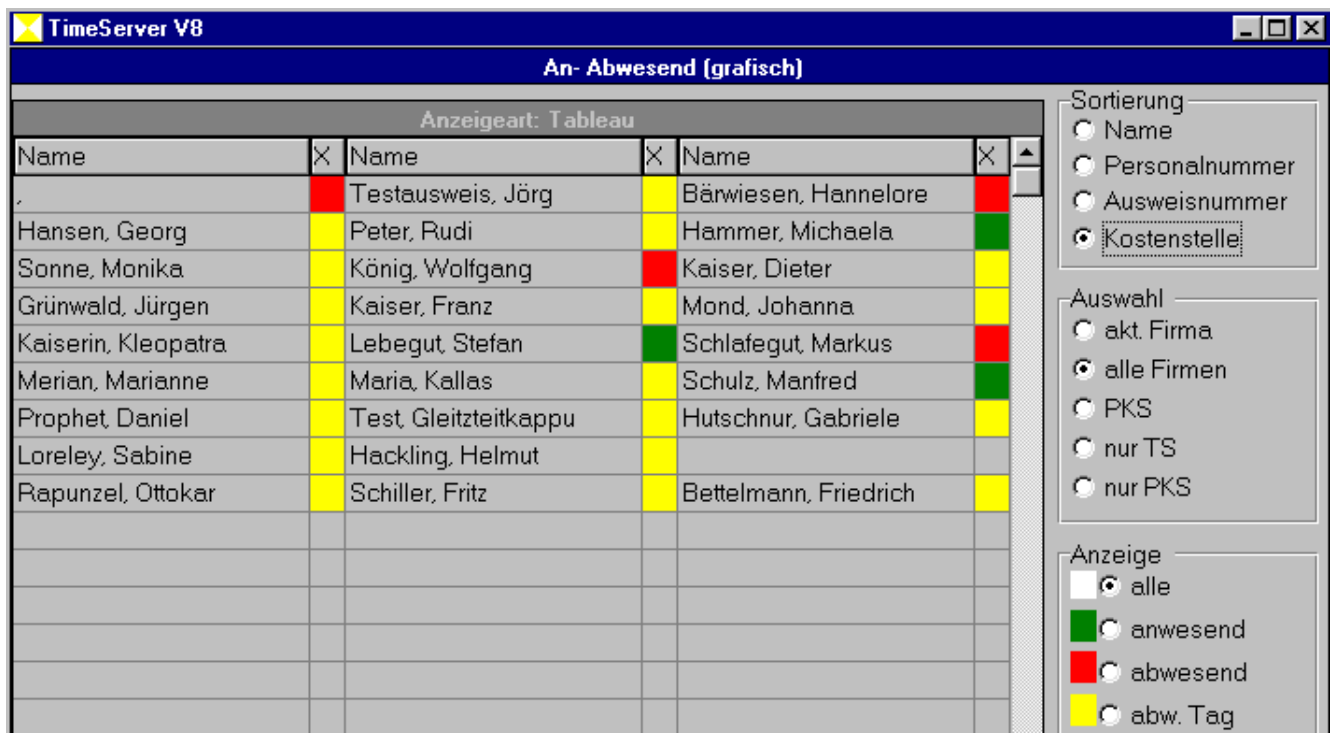 TimeServer V8
An- Abwesend (grafisch)
Anzeigeart: Tableau
Name X Name X Name X
, Testausweis, Jörg Bärwiesen, Hannelore
Hansen, Georg Peter, Rudi Hammer, Michaela
Sonne, Monika König, Wolfgang Kaiser, Dieter
Grünwald, Jürgen Kaiser, Franz Mond, Johanna
Kaiserin, Kleopatra Lebegut, Stefan Schlafegut, Markus
Merian, Marianne Maria, Kallas Schulz, Manfred
Prophet, Daniel Test, Gleitzteitkappu Hutschnur, Gabriele
Loreley, Sabine Hackling, Helmut
Rapunzel, Ottokar Schiller, Fritz Bettelmann, Friedrich
Sortierung
Name
Personalnummer
Ausweisnummer
Kostenstelle
Auswahl
akt. Firma
alle Firmen
PKS
nur TS
nur PKS
Anzeige
alle
anwesend
abwesend
abw. Tag